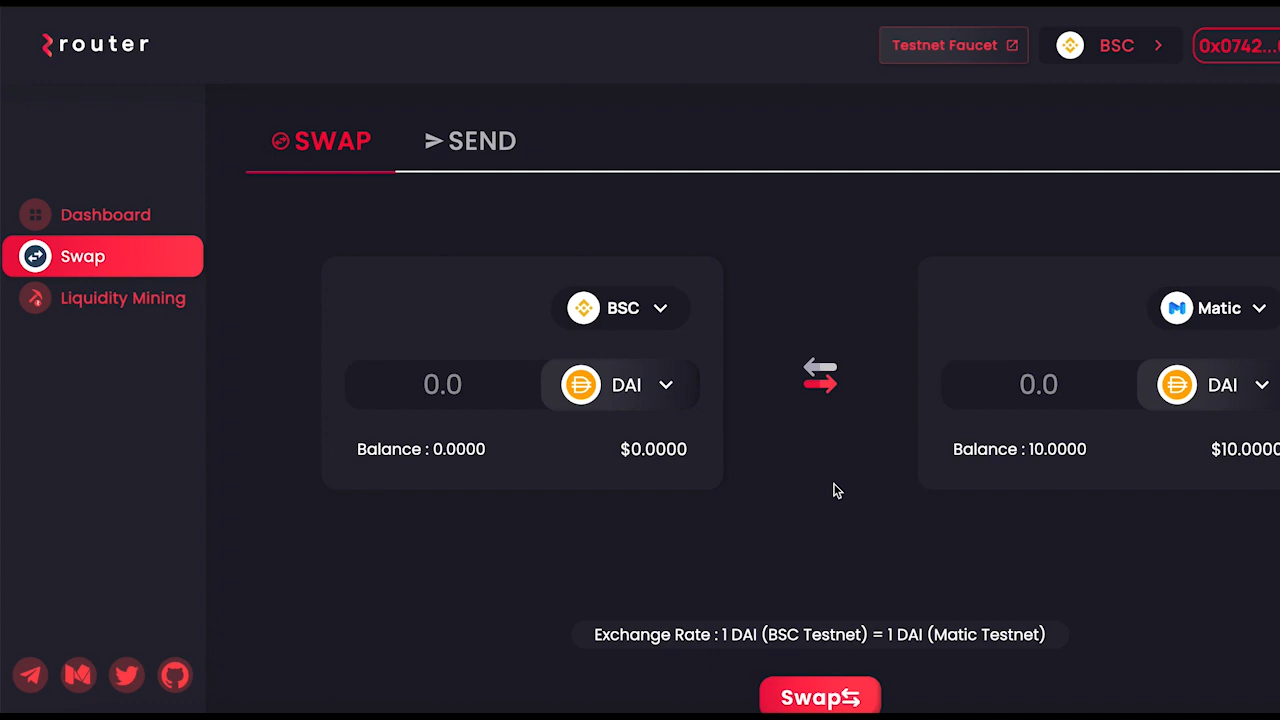 router
Testnet Faucet
BSC
0x0742...
SWAP
SEND
Dashboard
Swap
Liquidity Mining
BSC
0.0
DAI
Balance : 0.0000
$0.0000
Matic
0.0
DAI
Balance : 10.0000
$10.0000
Exchange Rate : 1 DAI (BSC Testnet) = 1 DAI (Matic Testnet)
Swap